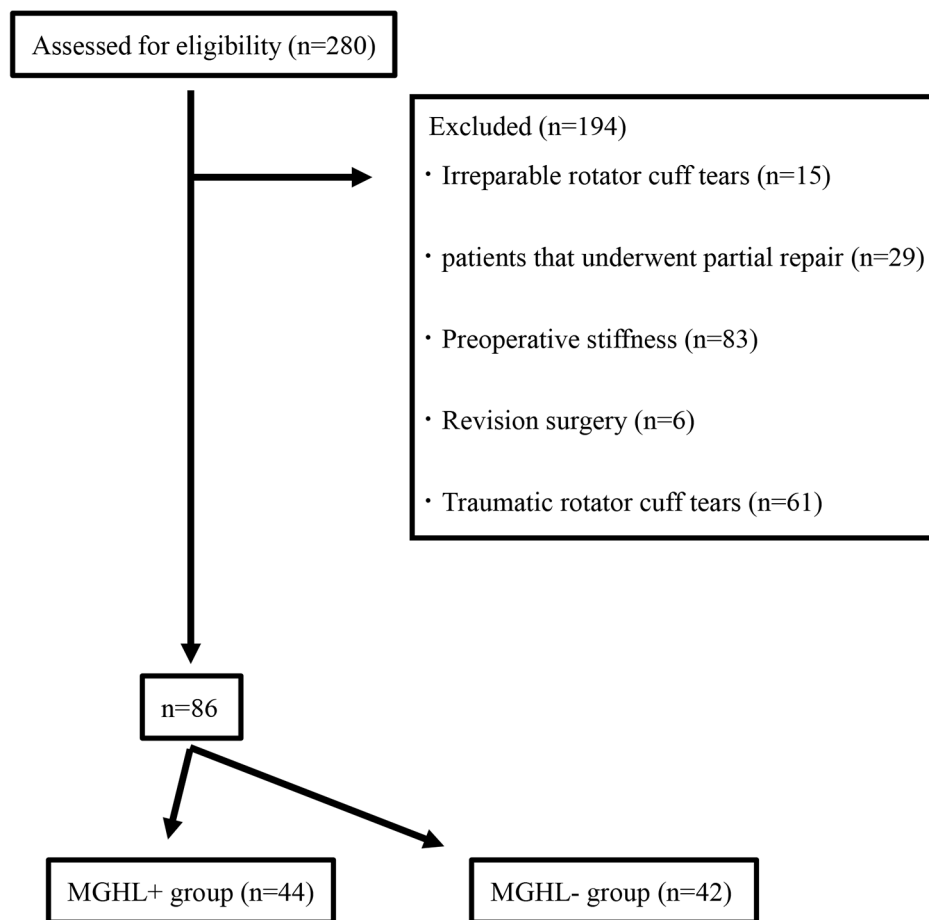 Assessed for eligibility (n=280)
Excluded (n=194)
・Irreparable rotator cuff tears (n=15)
・patients that underwent partial repair (n=29)
・Preoperative stiffness (n=83)
・Revision surgery (n=6)
・Traumatic rotator cuff tears (n=61)
n=86
MGHL+ group (n=44)
MGHL- group (n=42)